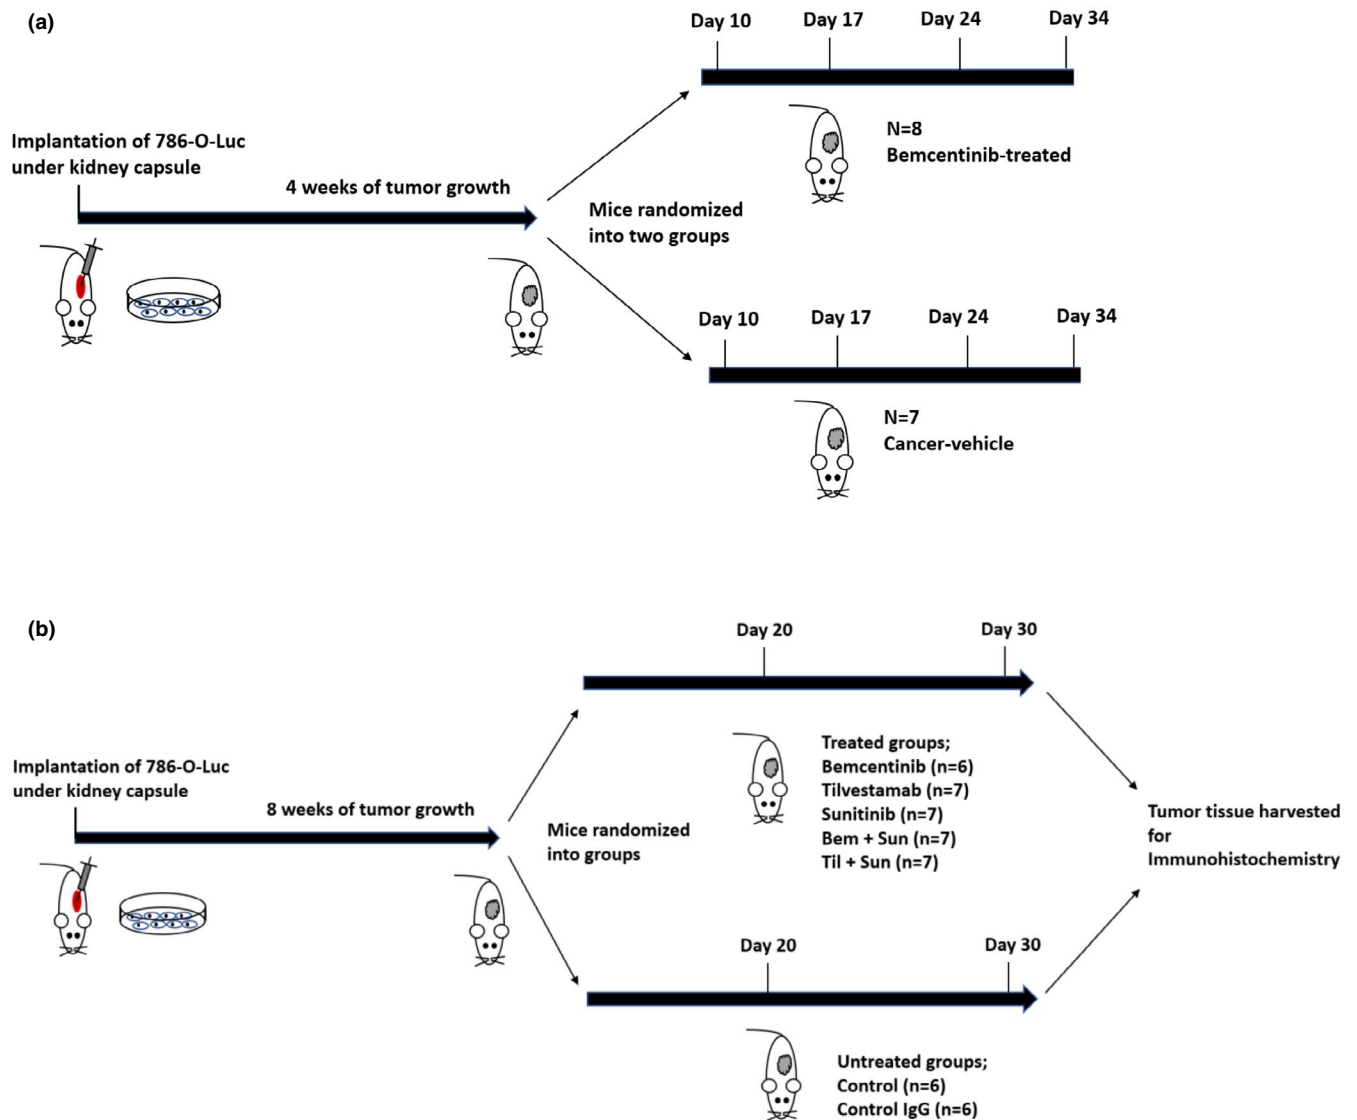 (a)
Day 10
Day 17
Day 24
Day 34
Implantation of 786-O-Luc
under kidney capsule
4 weeks of tumor growth
Mice randomized
into two groups
N=8
Bemcentinib-treated
Day 10
Day 17
Day 24
Day 34
N=7
Cancer-vehicle
(b)
Day 20
Day 30
Implantation of 786-O-Luc
under kidney capsule
8 weeks of tumor growth
Mice randomized
into groups
Treated groups;
Bemcentinib (n=6)
Tilvestamab (n=7)
Sunitinib (n=7)
Bem + Sun (n=7)
Til + Sun (n=7)
Tumor tissue harvested
for
Immunohistochemistry
Day 20
Day 30
Untreated groups;
Control (n=6)
Control IgG (n=6)